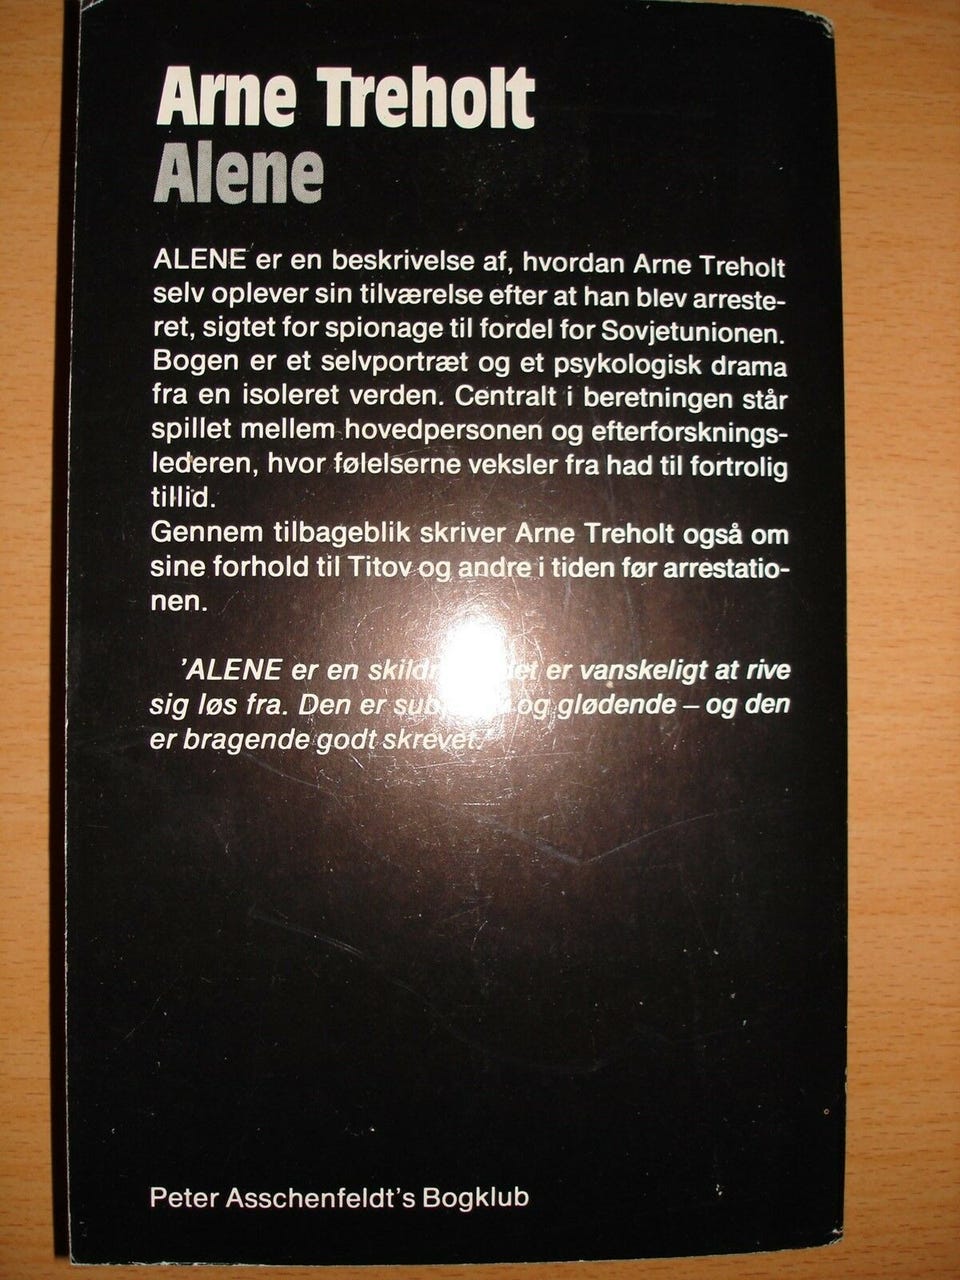 Arne Treholt
Alene
ALENE er en beskrivelse af, hvordan Arne Treholt
selv oplever sin tilværelse efter at han blev arreste-
ret, sigtet for spionage til fordel for Sovjetunionen.
Bogen er et selvportræt og et psykologisk drama
fra en isoleret verden. Centralt i beretningen står
spillet mellem hovedpersonen og efterforsknings-
lederen, hvor følelserne veksler fra had til fortrolig
tillid.
Gennem tilbageblik skriver Arne Treholt også om
sine forhold til Titov og andre i tiden før arrestatio-
nen.
'ALENE er en det er vanskeligt at rive
sig løs fra. Den er og glødende – og den
er bragende godt skrevet.'
Peter Asschenfeldt's Bogklub